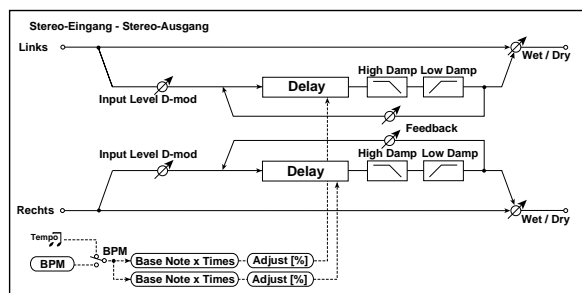 Stereo-Eingang - Stereo-Ausgang
Links
Wet / Dry
High Damp Low Damp
Input Level D-mod
Delay
Feedback
Input Level D-mod
High Damp Low Damp
Delay
Rechts
Wet / Dry
Tempo
BPM
BPM
Base Note x Times
Adjust [%]
Base Note x Times
Adjust [%]